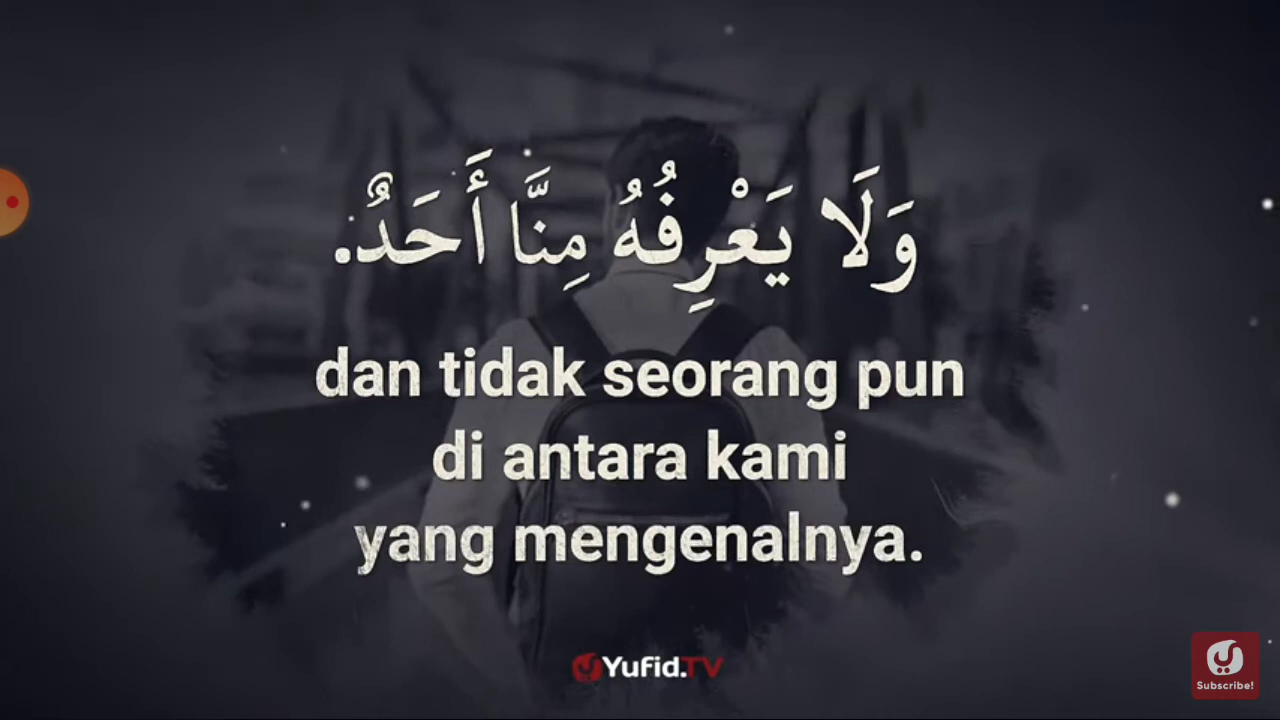 وَلَا يَعْرِفُهُ مِنَّا أَحَدٌ.
dan tidak seorang pun
di antara kami
yang mengenalnya.
Yufid.TV
Subscribe!